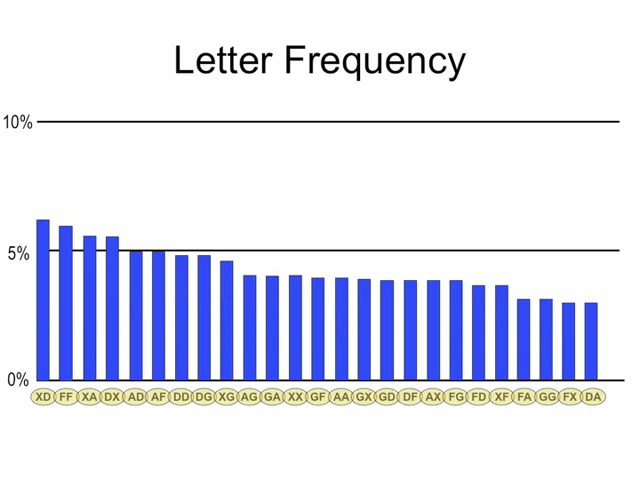 Letter Frequency
10%
5%
0%
XD FF XA DX AD AF DD DG XG AG GA XX GF AA GX GD DF AX FG FD XF FA GG FX DA